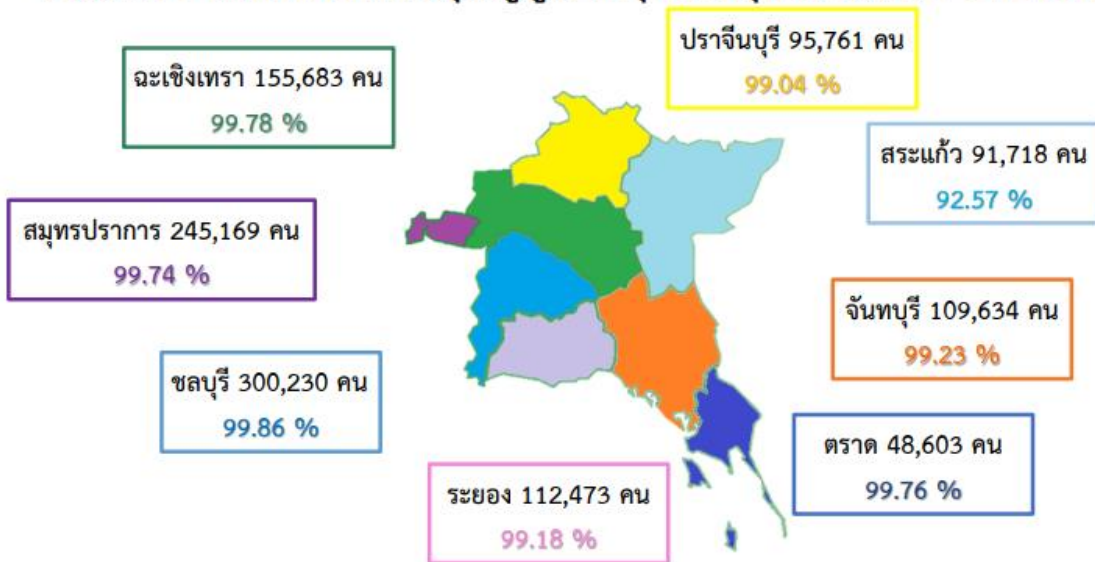 ปราจีนบุรี 95,761 คน
99.04 %
ฉะเชิงเทรา 155,683 คน
99.78 %
สระแก้ว 91,718 คน
92.57 %
สมุทรปราการ 245,169 คน
99.74 %
จันทบุรี 109,634 คน
99.23 %
ชลบุรี 300,230 คน
99.86 %
ตราด 48,603 คน
99.76 %
ระยอง 112,473 คน
99.18 %